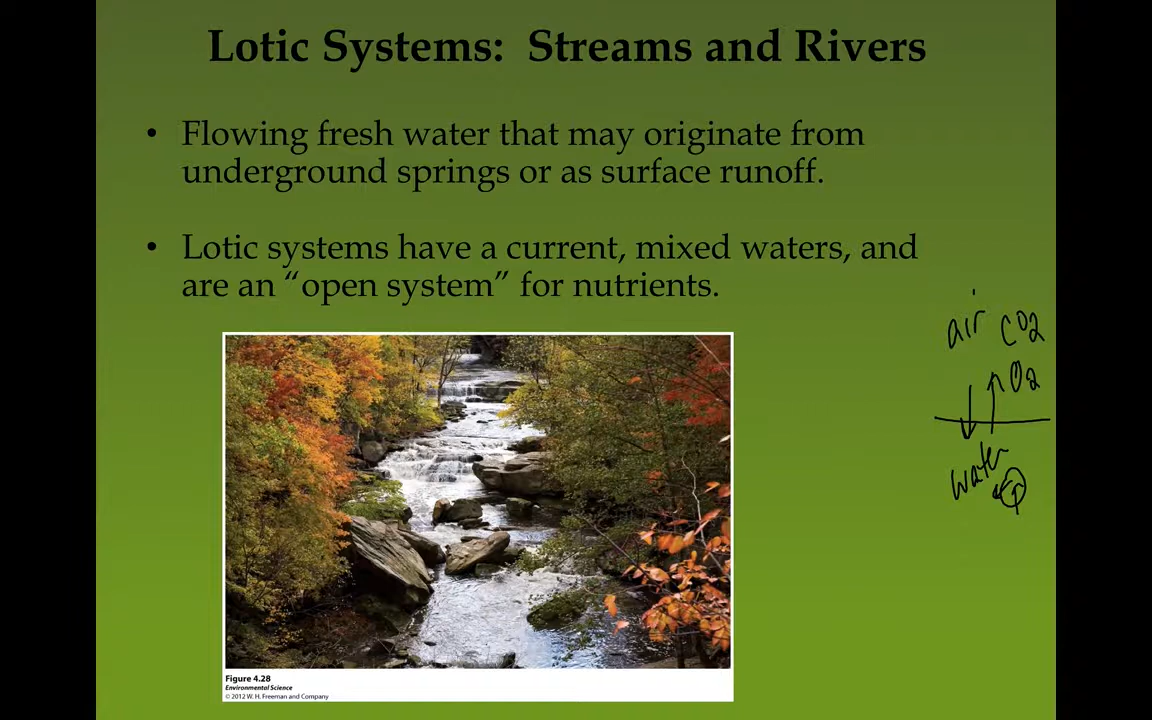 Lotic Systems: Streams and Rivers
• Flowing fresh water that may originate from
underground springs or as surface runoff.
• Lotic systems have a current, mixed waters, and
are an “open system” for nutrients.
air CO2
O2
water
Figure 4.28
Environmental Science
© 2012 W. H. Freeman and Company